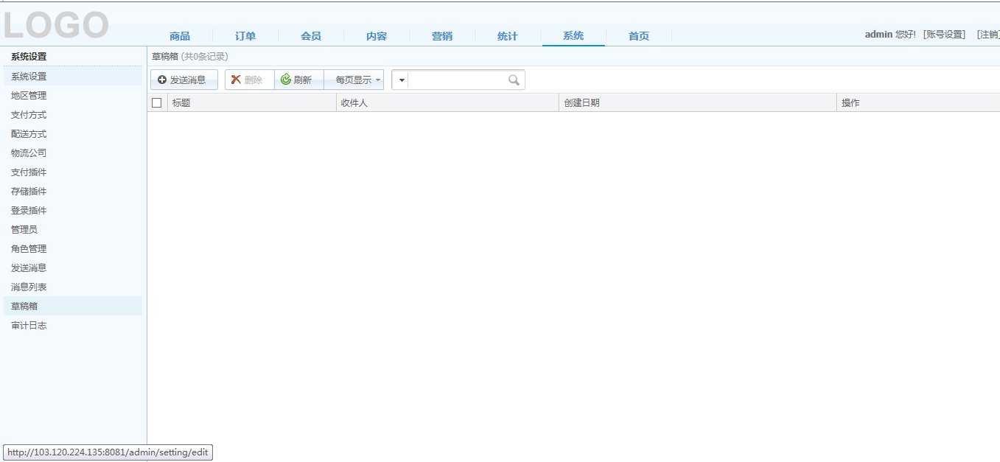 LOGO
商品 订单 会员 内容 营销 统计 系统 首页
admin 您好! [账号设置] [注销]
系统设置
系统设置
地区管理
支付方式
配送方式
物流公司
支付插件
存储插件
登录插件
管理员
角色管理
发送消息
消息列表
草稿箱
审计日志
草稿箱 (共0条记录)
发送消息 删除 刷新 每页显示
标题 收件人 创建日期 操作
http://103.120.224.135:8081/admin/setting/edit